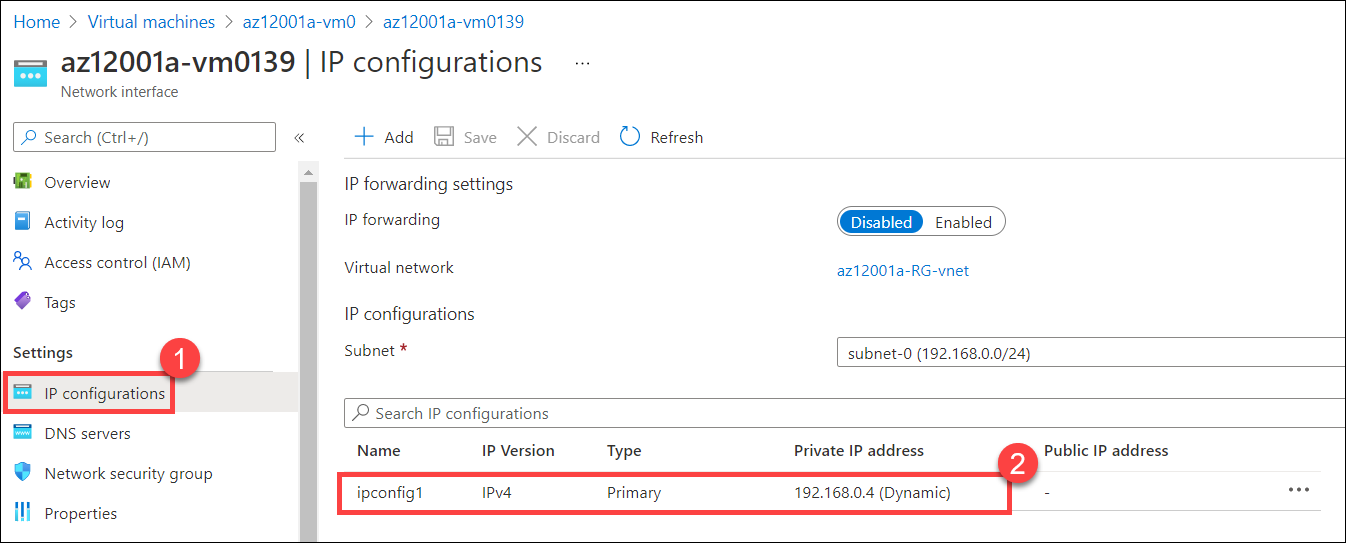 Home > Virtual machines > az12001a-vm0 > az12001a-vm0139
az12001a-vm0139 | IP configurations ...
Network interface
Search (Ctrl+/) «
Add Save Discard Refresh
Overview
Activity log
Access control (IAM)
Tags
Settings
1
IP configurations
DNS servers
Network security group
Properties
IP forwarding settings
IP forwarding Disabled Enabled
Virtual network az12001a-RG-vnet
IP configurations
Subnet * subnet-0 (192.168.0.0/24)
Search IP configurations
Name IP Version Type Private IP address Public IP address
2
ipconfig1 IPv4 Primary 192.168.0.4 (Dynamic) - ...